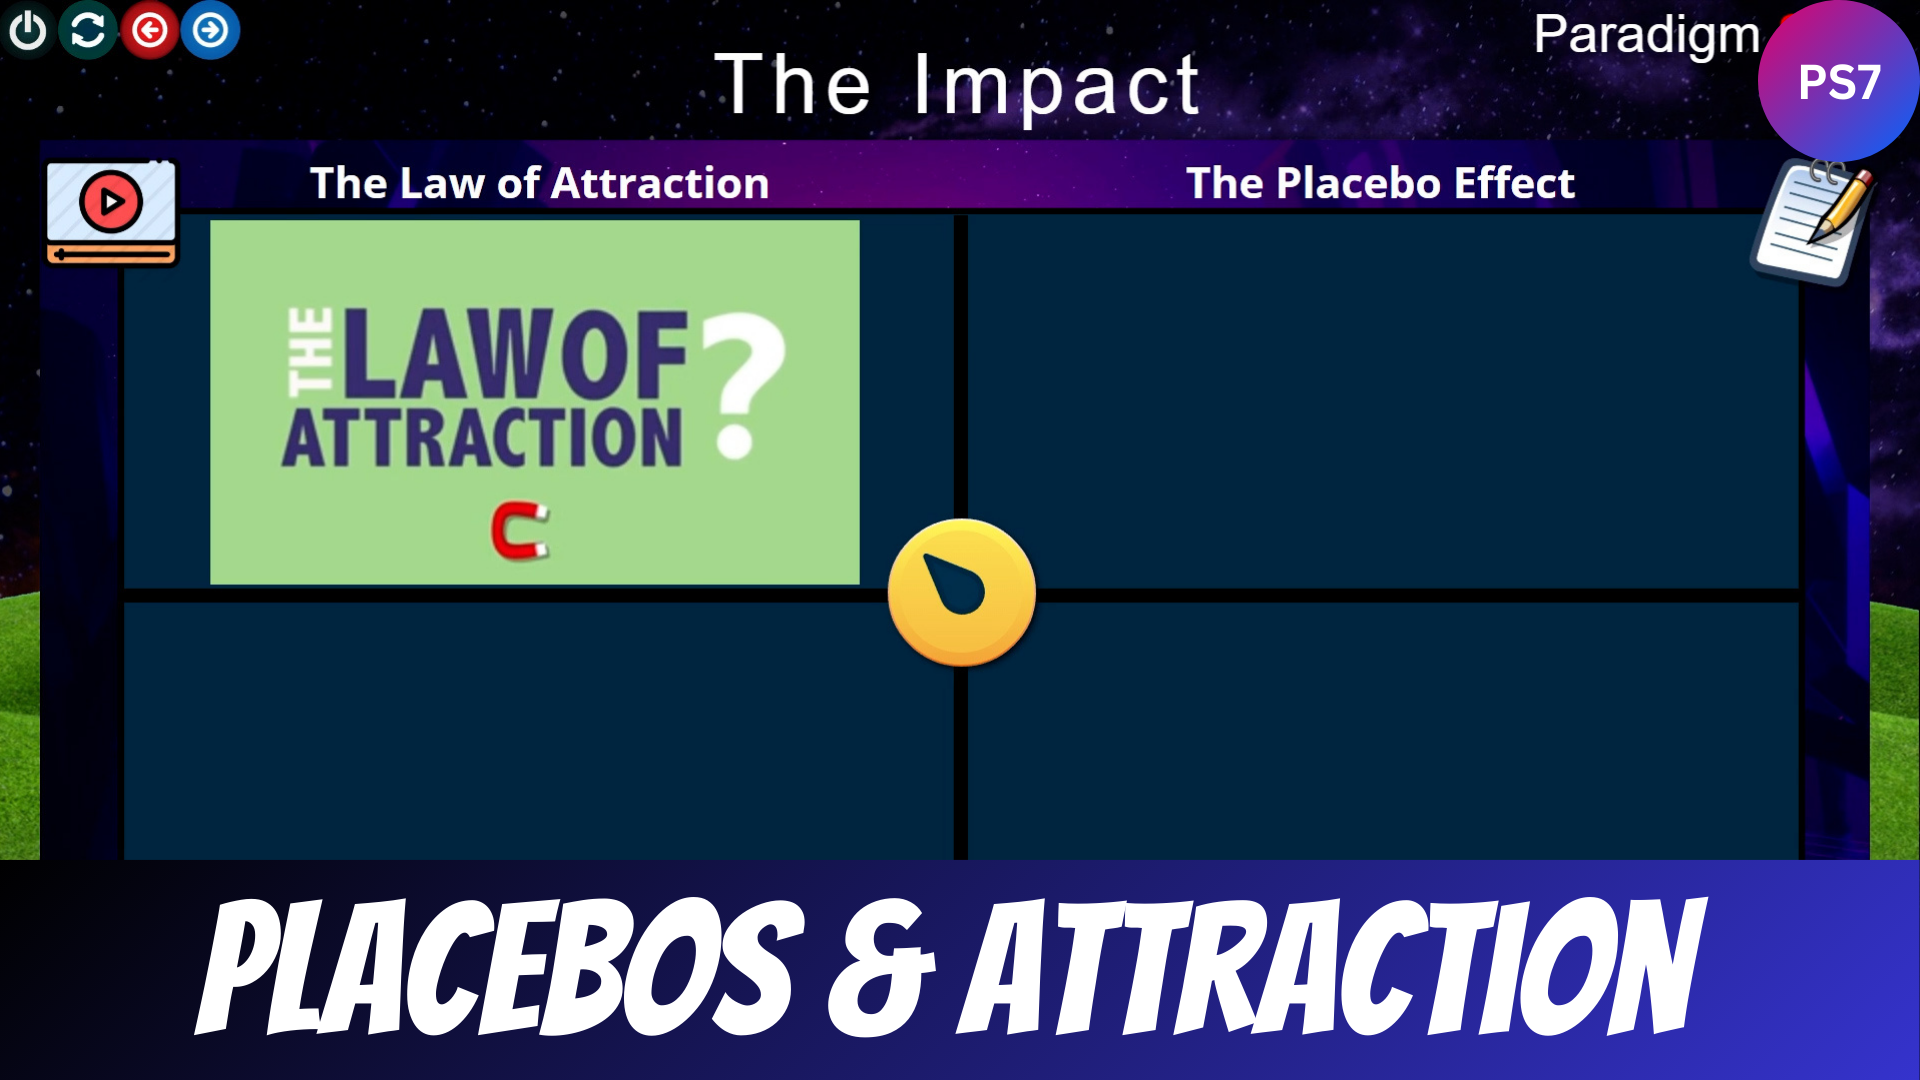 Paradigm
PS7
The Impact
The Law of Attraction
The Placebo Effect
THE
LAW OF
ATTRACTION
?
PLACEBOS & ATTRACTION